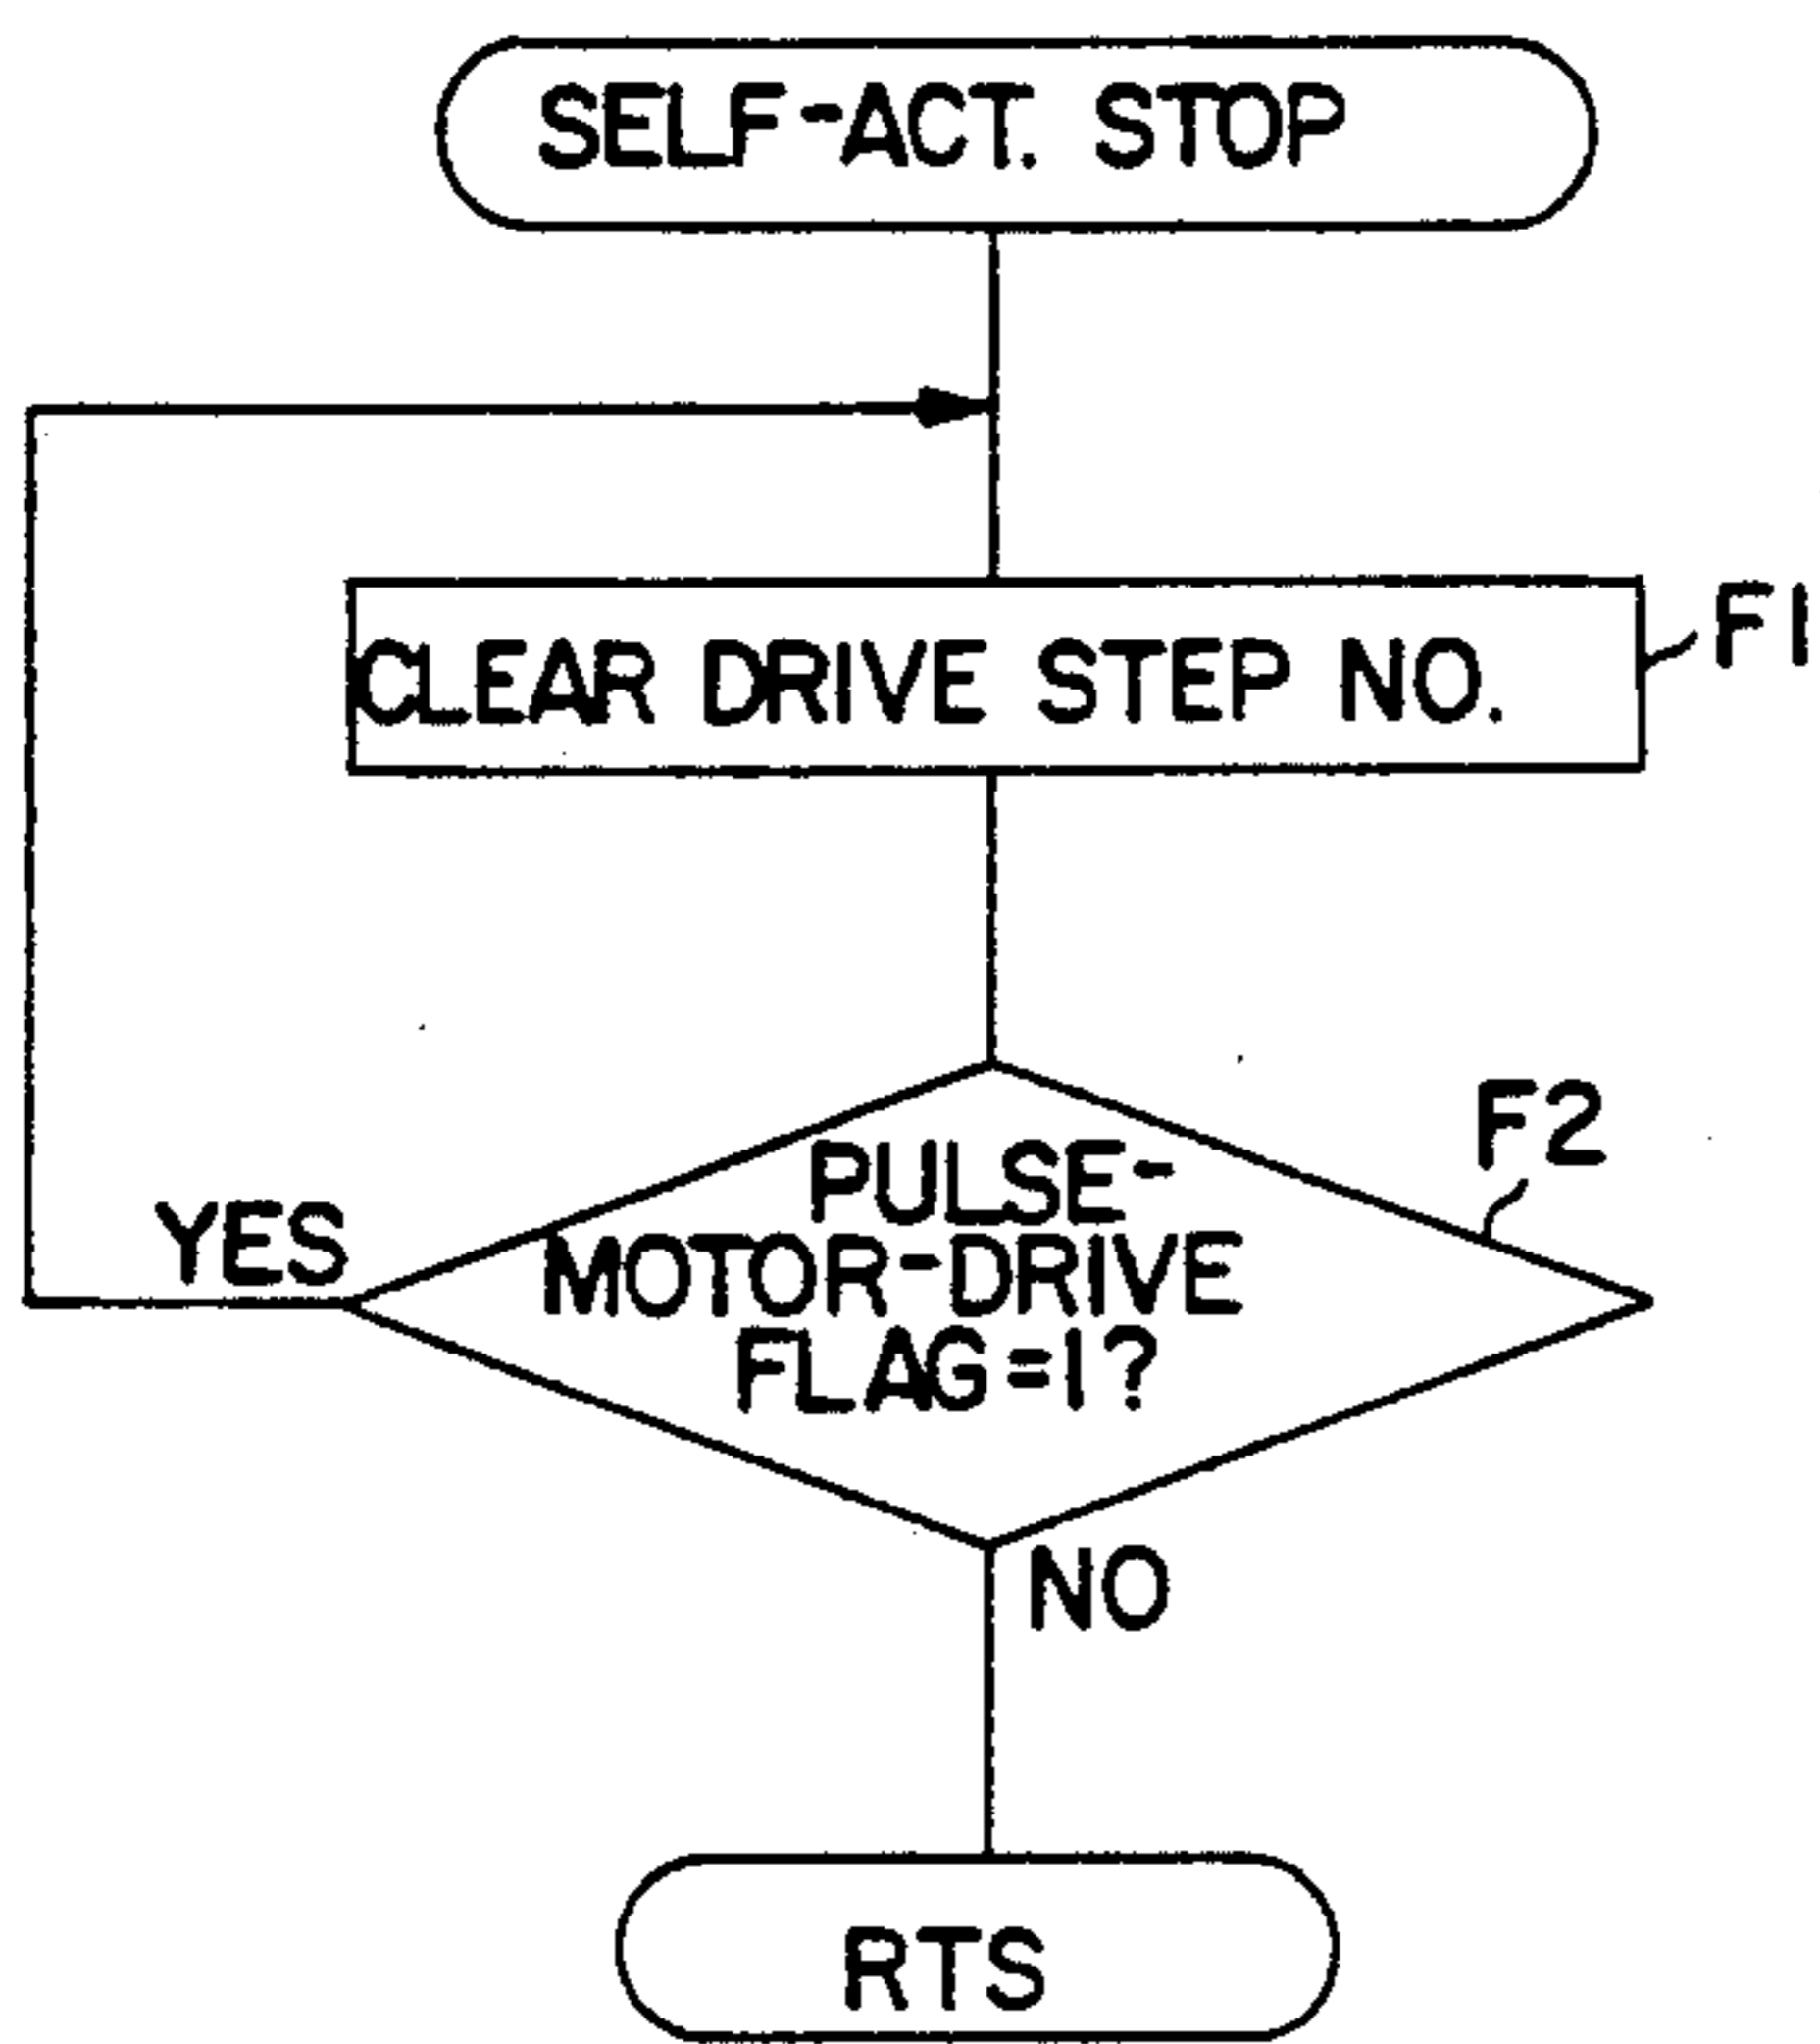 SELF-ACT. STOP
CLEAR DRIVE STEP NO.
F1
F2
PULSE-
MOTOR-DRIVE
FLAG=1?
YES
NO
RTS